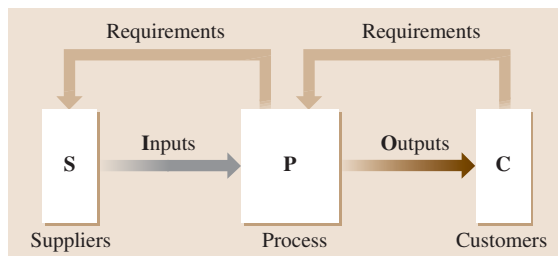 Requirements Requirements
Inputs Outputs
S P C
Suppliers Process Customers